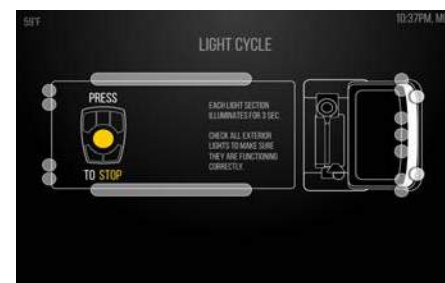 59°F
10:37PM, M
LIGHT CYCLE
PRESS
TO STOP
EACH LIGHT SECTION
ILLUMINATES FOR 3 SEC
CHECK ALL EXTERIOR
LIGHTS TO MAKE SURE
THEY ARE FUNCTIONING
CORRECTLY.